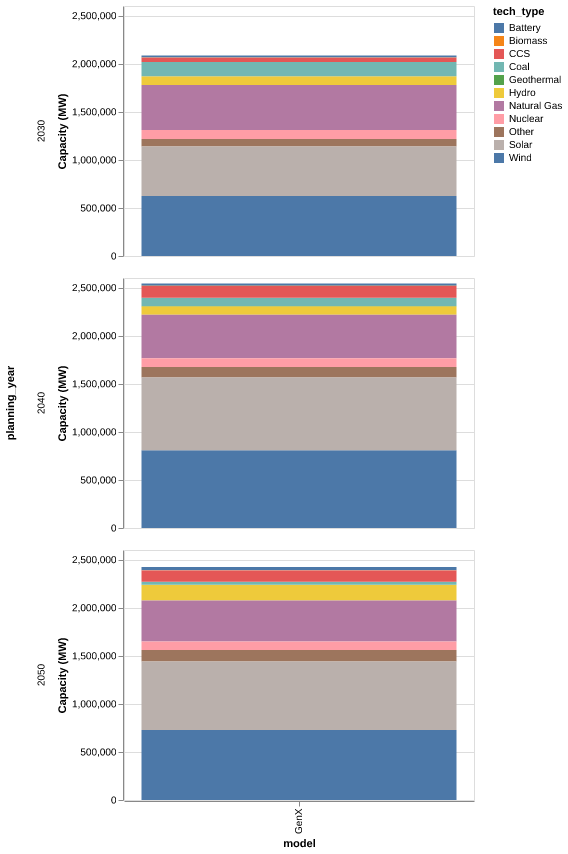 tech_type
Battery
Biomass
CCS
Coal
Geothermal
Hydro
Natural Gas
Nuclear
Other
Solar
Wind
planning_year
2030
Capacity (MW)
2,500,000
2,000,000
1,500,000
1,000,000
500,000
0
2040
Capacity (MW)
2,500,000
2,000,000
1,500,000
1,000,000
500,000
0
2050
Capacity (MW)
2,500,000
2,000,000
1,500,000
1,000,000
500,000
0
GenX
model